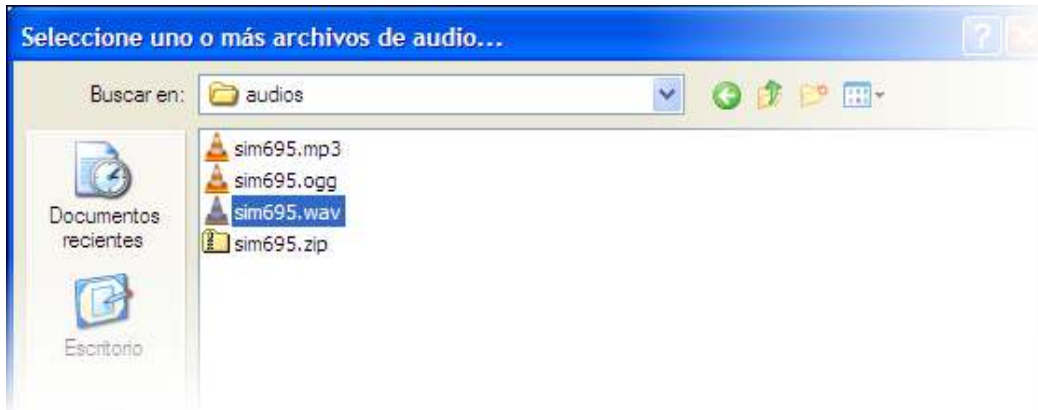 Seleccione uno o más archivos de audio...
?
Buscar en:
audios
sim695.mp3
sim695.ogg
sim695.wav
sim695.zip
Documentos
recientes
Escritorio